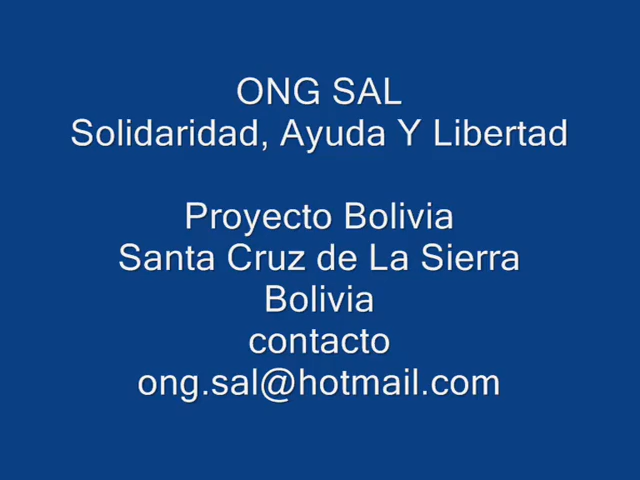 ONG SAL
Solidaridad, Ayuda Y Libertad
Proyecto Bolivia
Santa Cruz de La Sierra
Bolivia
contacto
ong.sal@hotmail.com